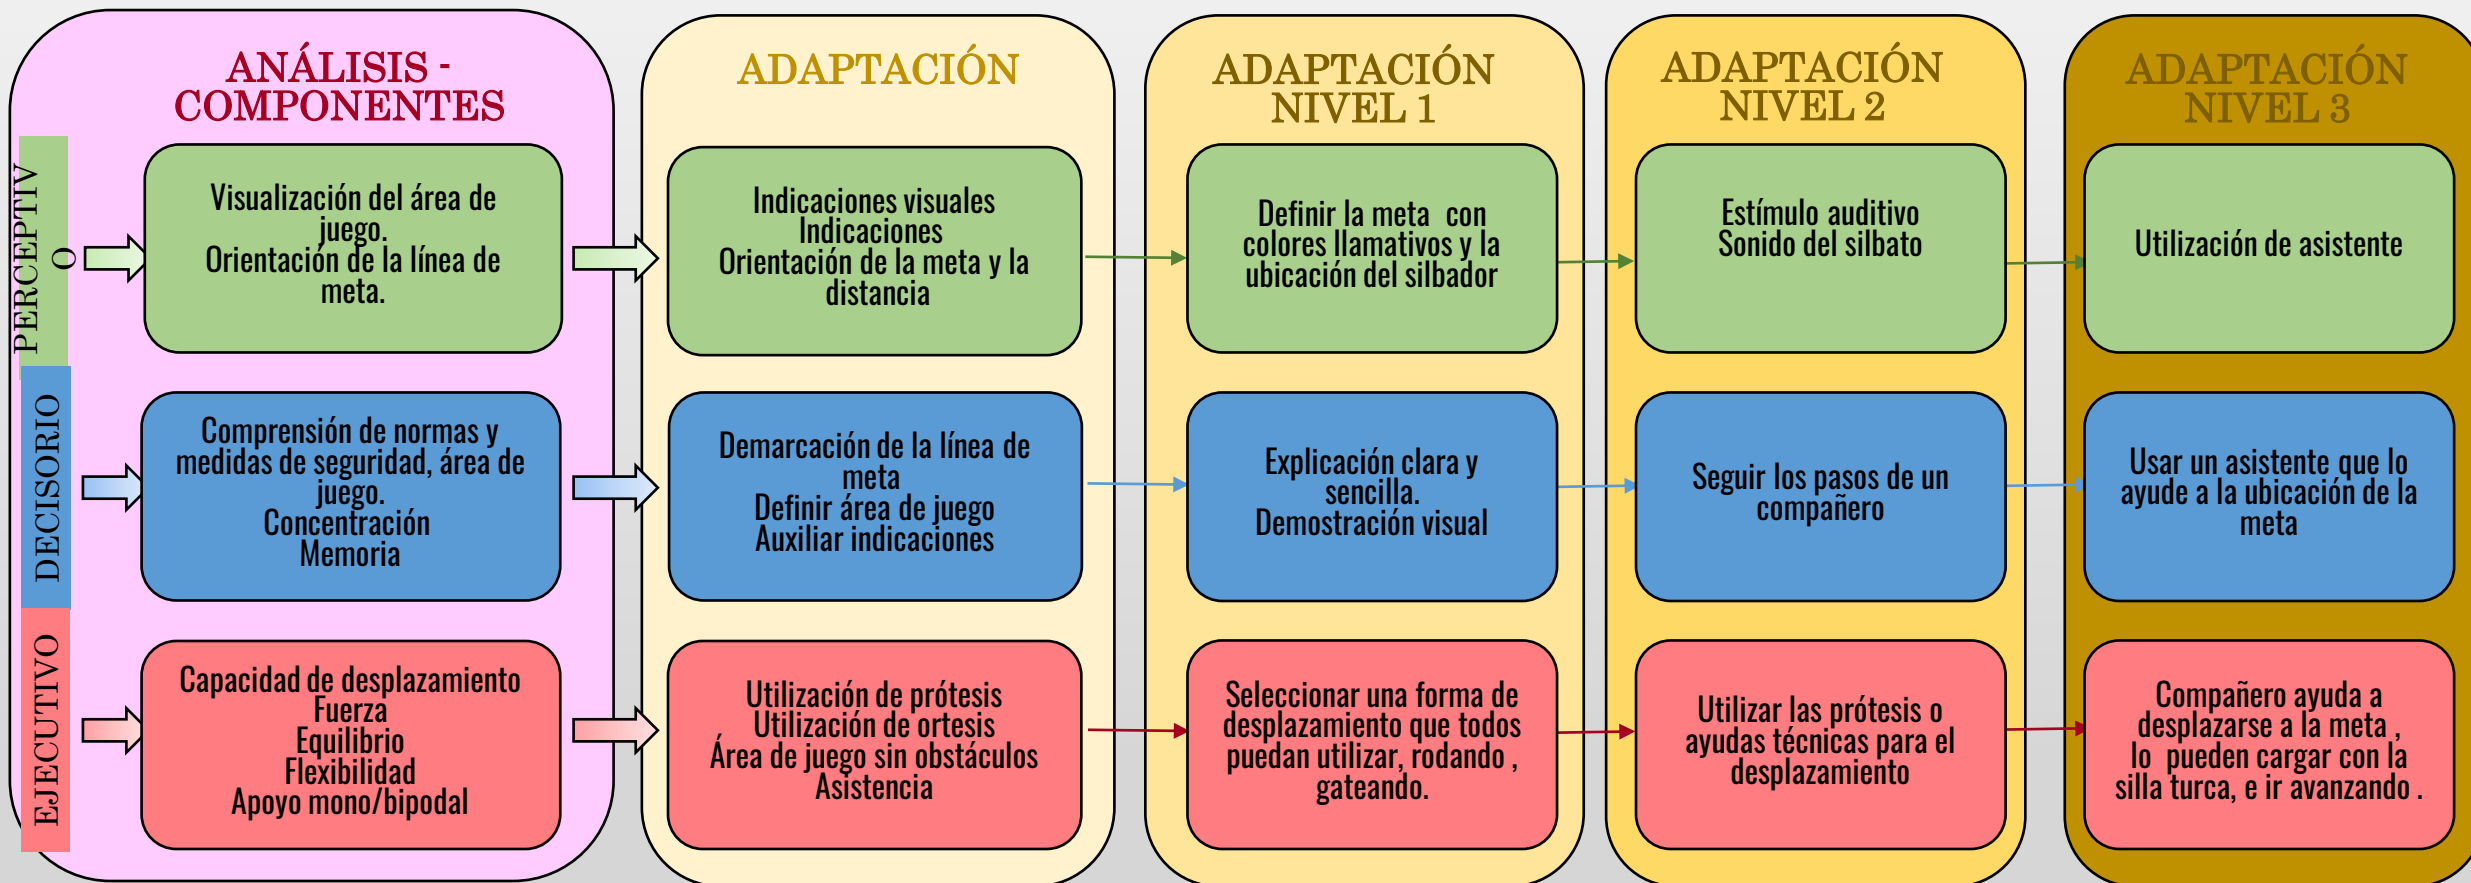 ANÁLISIS -
COMPONENTES
PERCEPTIV
O
Visualización del área de
juego.
Orientación de la línea de
meta.
DECISORIO
Comprensión de normas y
medidas de seguridad, área de
juego.
Concentración
Memoria
EJECUTIVO
Capacidad de desplazamiento
Fuerza
Equilibrio
Flexibilidad
Apoyo mono/bipodal
ADAPTACIÓN
Indicaciones visuales
Indicaciones
Orientación de la meta y la
distancia
Demarcación de la línea de
meta
Definir área de juego
Auxiliar indicaciones
Utilización de prótesis
Utilización de ortesis
Área de juego sin obstáculos
Asistencia
ADAPTACIÓN
NIVEL 1
Definir la meta  con
colores llamativos y la
ubicación del silbador
Explicación clara y
sencilla.
Demostración visual
Seleccionar una forma de
desplazamiento que todos
puedan utilizar, rodando ,
gateando.
ADAPTACIÓN
NIVEL 2
Estímulo auditivo
Sonido del silbato
Seguir los pasos de un
compañero
Utilizar las prótesis o
ayudas técnicas para el
desplazamiento
ADAPTACIÓN
NIVEL 3
Utilización de asistente
Usar un asistente que lo
ayude a la ubicación de la
meta
Compañero ayuda a
desplazarse a la meta ,
lo  pueden cargar con la
silla turca, e ir avanzando .